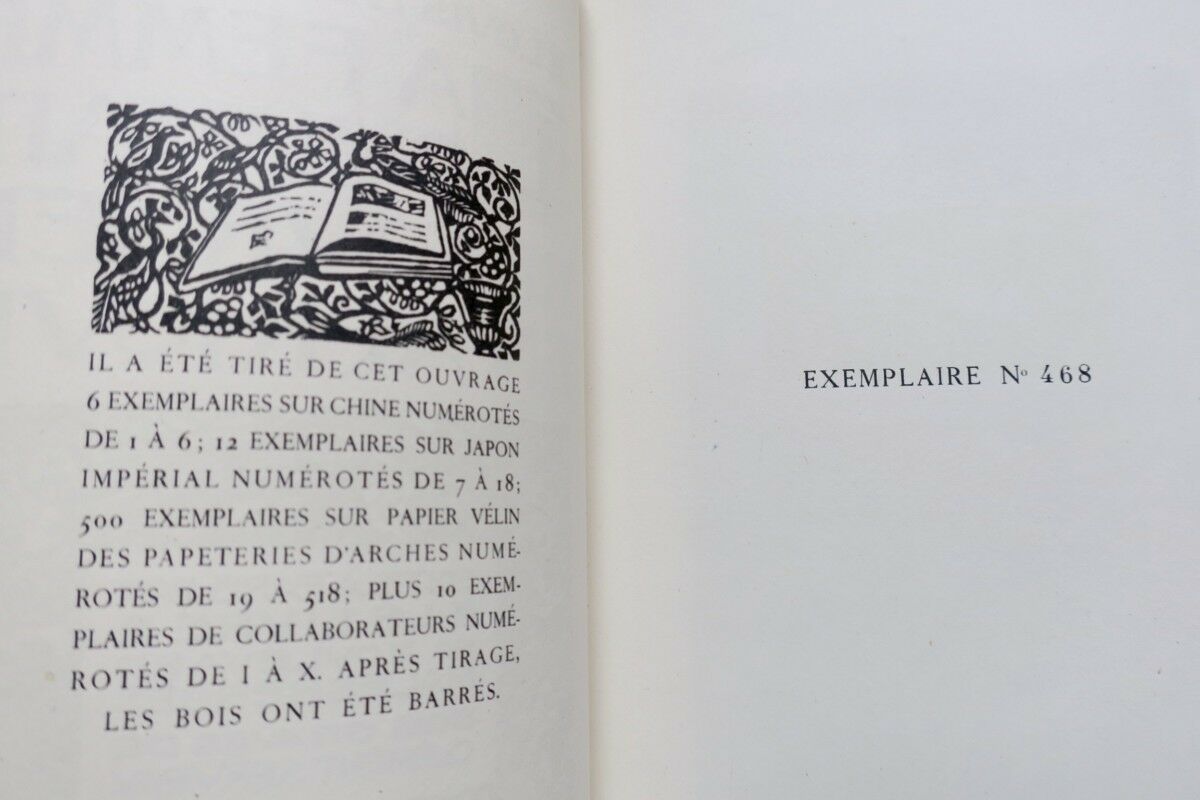 IL A ÉTÉ TIRÉ DE CET OUVRAGE
6 EXEMPLAIRES SUR CHINE NUMÉROTÉS
DE 1 À 6; 12 EXEMPLAIRES SUR JAPON
IMPÉRIAL NUMÉROTÉS DE 7 À 18;
500 EXEMPLAIRES SUR PAPIER VÉLIN
DES PAPETERIES D'ARCHES NUMÉ-
ROTÉS DE 19 À 518; PLUS 10 EXEM-
PLAIRES DE COLLABORATEURS NUMÉ-
ROTÉS DE I À X. APRÈS TIRAGE,
LES BOIS ONT ÉTÉ BARRÉS.
EXEMPLAIRE Nº 468